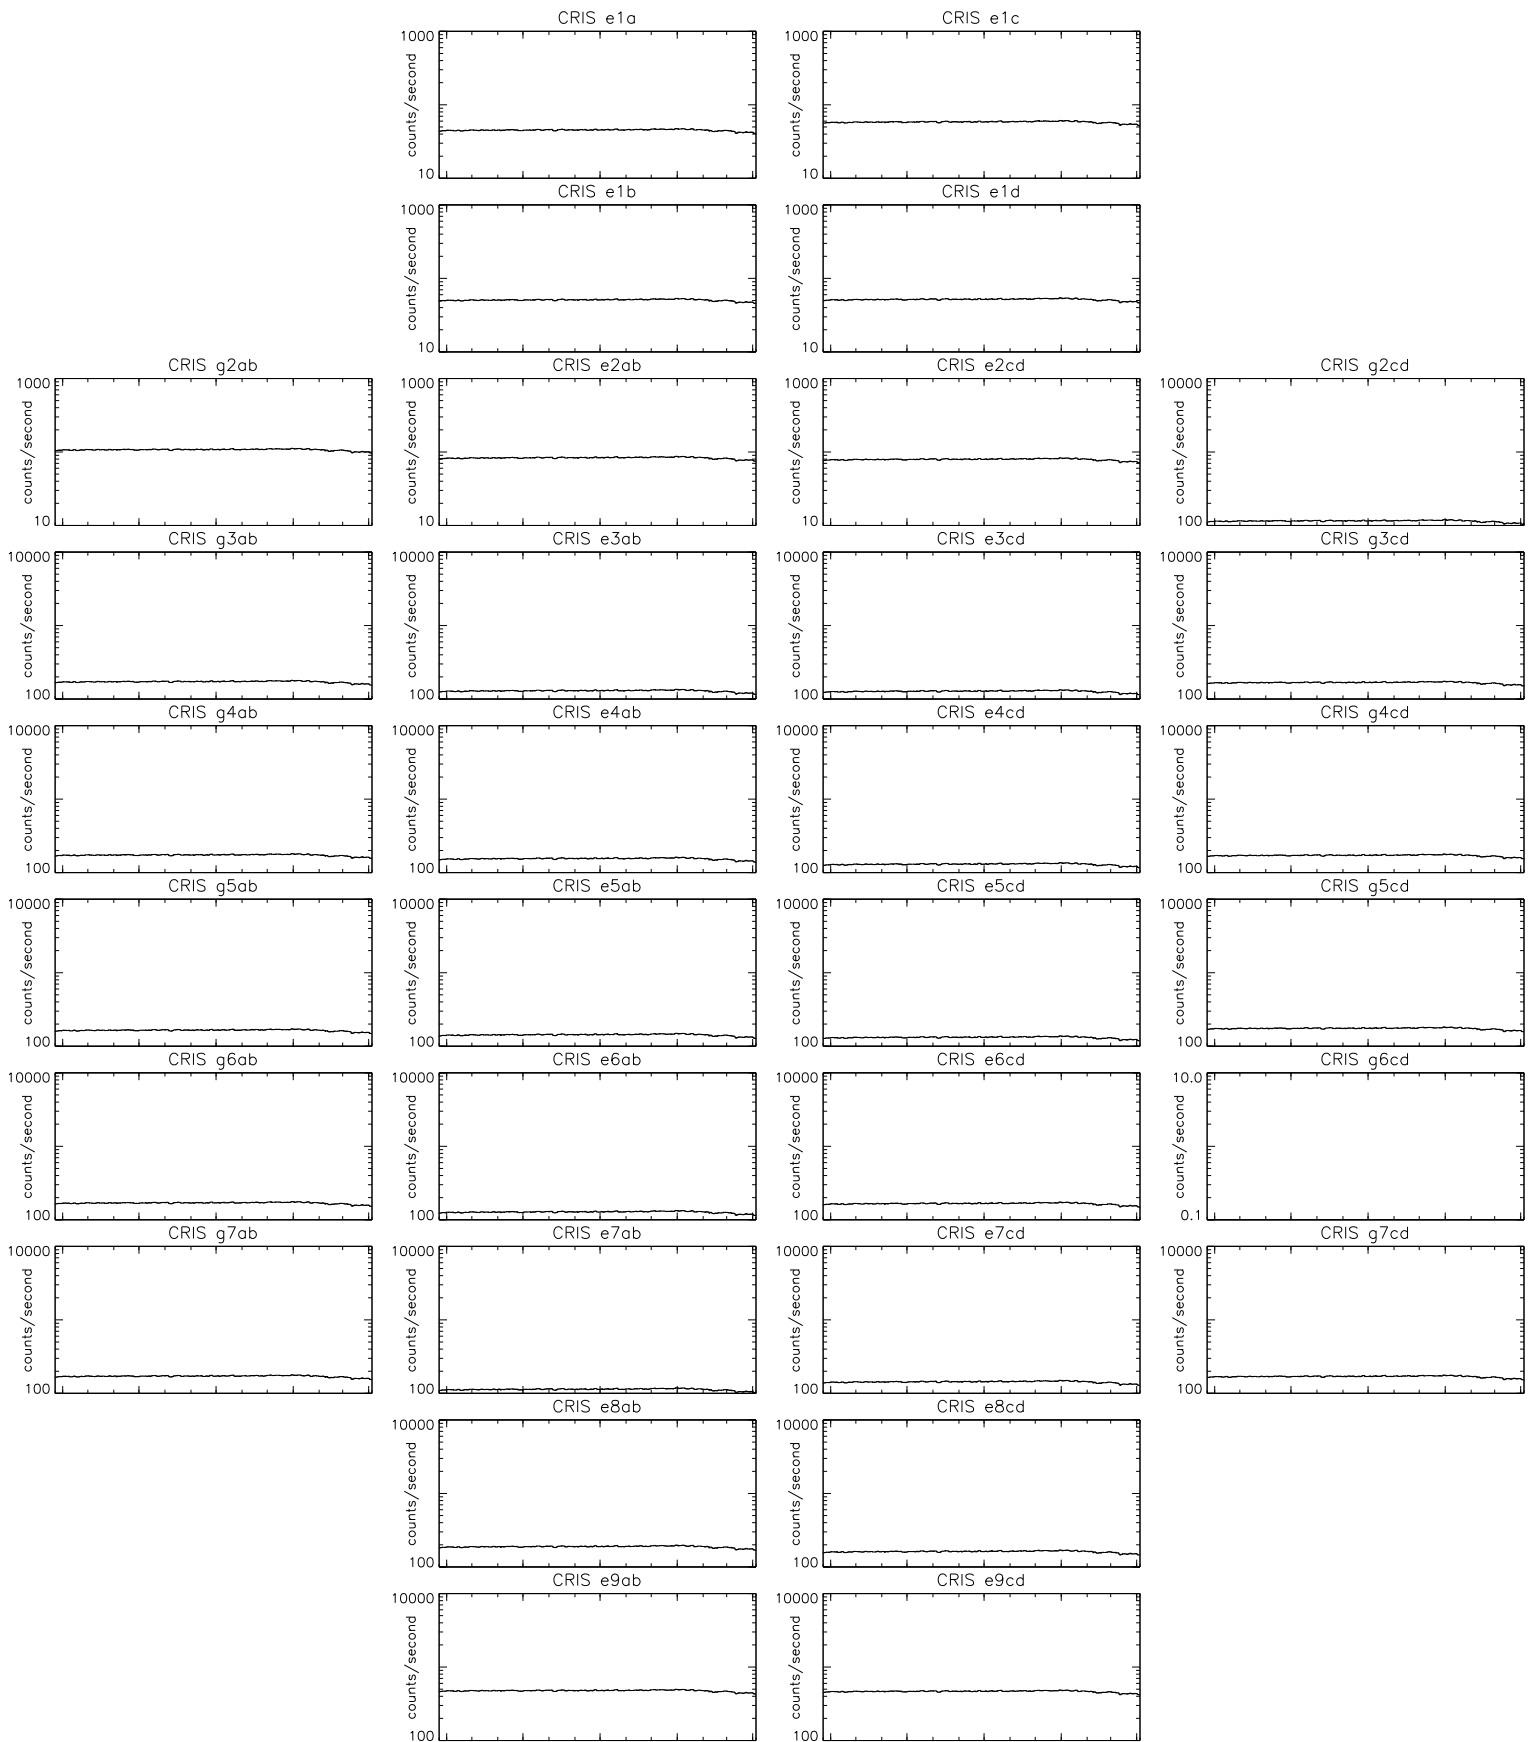 CRIS e1a
1000
counts/second
10
CRIS e1c
1000
counts/second
10
CRIS e1b
1000
counts/second
10
CRIS e1d
1000
counts/second
10
CRIS g2ab
1000
counts/second
10
CRIS e2ab
1000
counts/second
10
CRIS e2cd
1000
counts/second
10
CRIS g2cd
10000
counts/second
100
CRIS g3ab
10000
counts/second
100
CRIS e3ab
10000
counts/second
100
CRIS e3cd
10000
counts/second
100
CRIS g3cd
10000
counts/second
100
CRIS g4ab
10000
counts/second
100
CRIS e4ab
10000
counts/second
100
CRIS e4cd
10000
counts/second
100
CRIS g4cd
10000
counts/second
100
CRIS g5ab
10000
counts/second
100
CRIS e5ab
10000
counts/second
100
CRIS e5cd
10000
counts/second
100
CRIS g5cd
10000
counts/second
100
CRIS g6ab
10000
counts/second
100
CRIS e6ab
10000
counts/second
100
CRIS e6cd
10000
counts/second
100
CRIS g6cd
10.0
counts/second
0.1
CRIS g7ab
10000
counts/second
100
CRIS e7ab
10000
counts/second
100
CRIS e7cd
10000
counts/second
100
CRIS g7cd
10000
counts/second
100
CRIS e8ab
10000
counts/second
100
CRIS e8cd
10000
counts/second
100
CRIS e9ab
10000
counts/second
100
CRIS e9cd
10000
counts/second
100